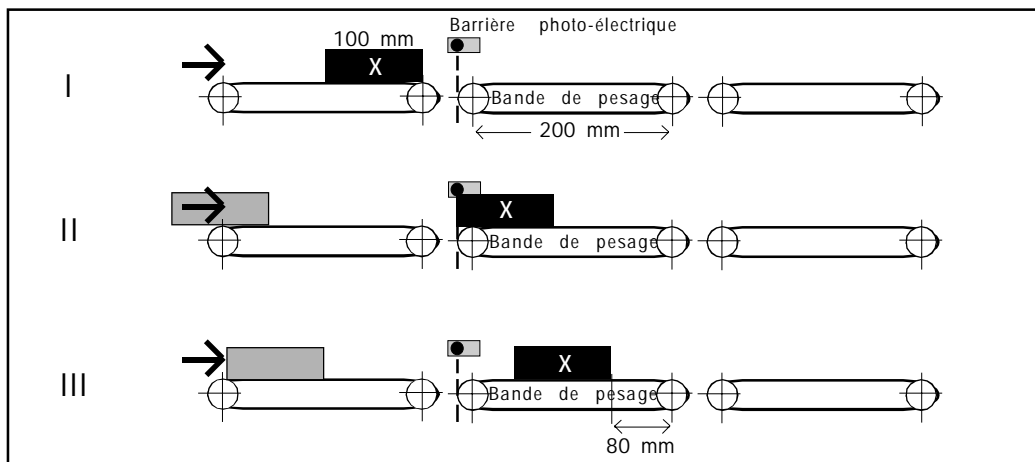 Barrière photo-électrique
100 mm
X
I
Bande de pesage
200 mm
X
II
Bande de pesage
X
III
Bande de pesage
80 mm